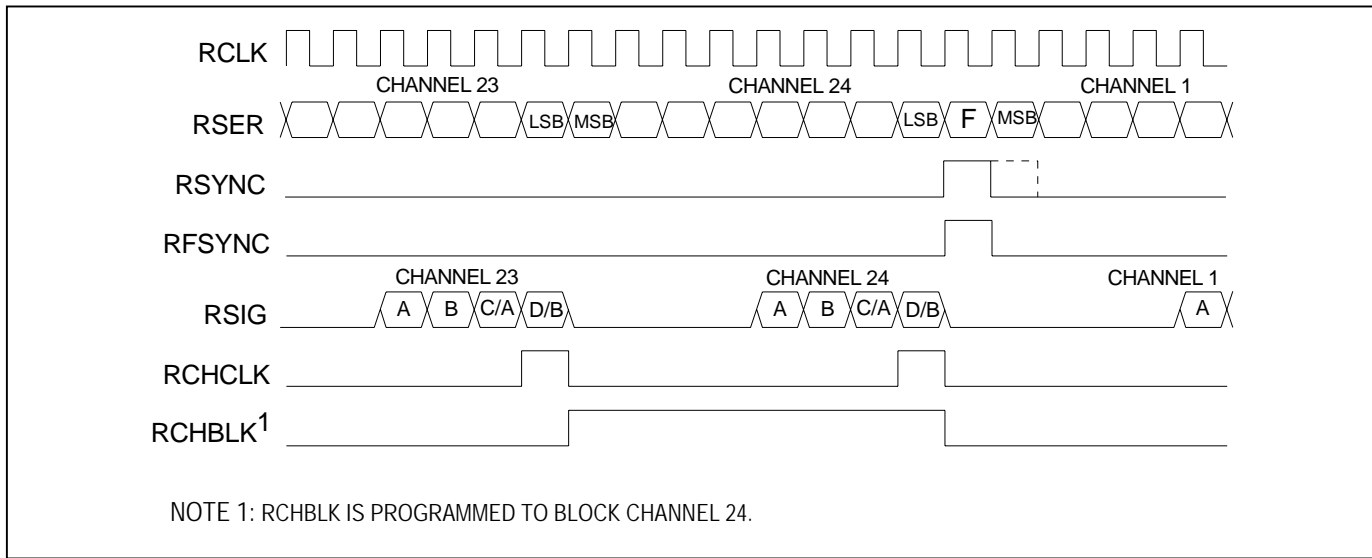 RCLK
CHANNEL 23 CHANNEL 24 CHANNEL 1
RSER LSB MSB LSB F MSB
RSYNC
RFSYNC
CHANNEL 23 CHANNEL 24 CHANNEL 1
RSIG A B C/A D/B A B C/A D/B A
RCHCLK
RCHBLK1
NOTE 1: RCHBLK IS PROGRAMMED TO BLOCK CHANNEL 24.